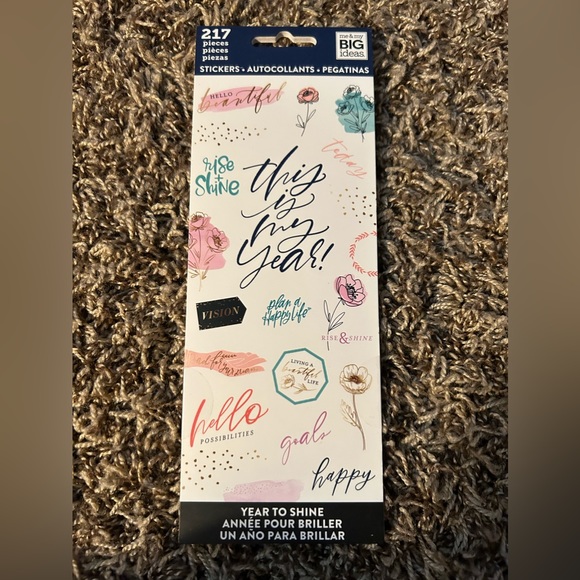 217
pieces
pièces
piezas
me & my
BIG
ideas.
STICKERS • AUTOCOLLANTS • PEGATINAS
HELLO
beautiful
today
rise
+
shine
this
is
my
year!
VISION
plan a
happy life™
RISE & SHINE
LIVING A
beautiful
LIFE
hello
POSSIBILITIES
goals
happy
YEAR TO SHINE
ANNÉE POUR BRILLER
UN AÑO PARA BRILLAR